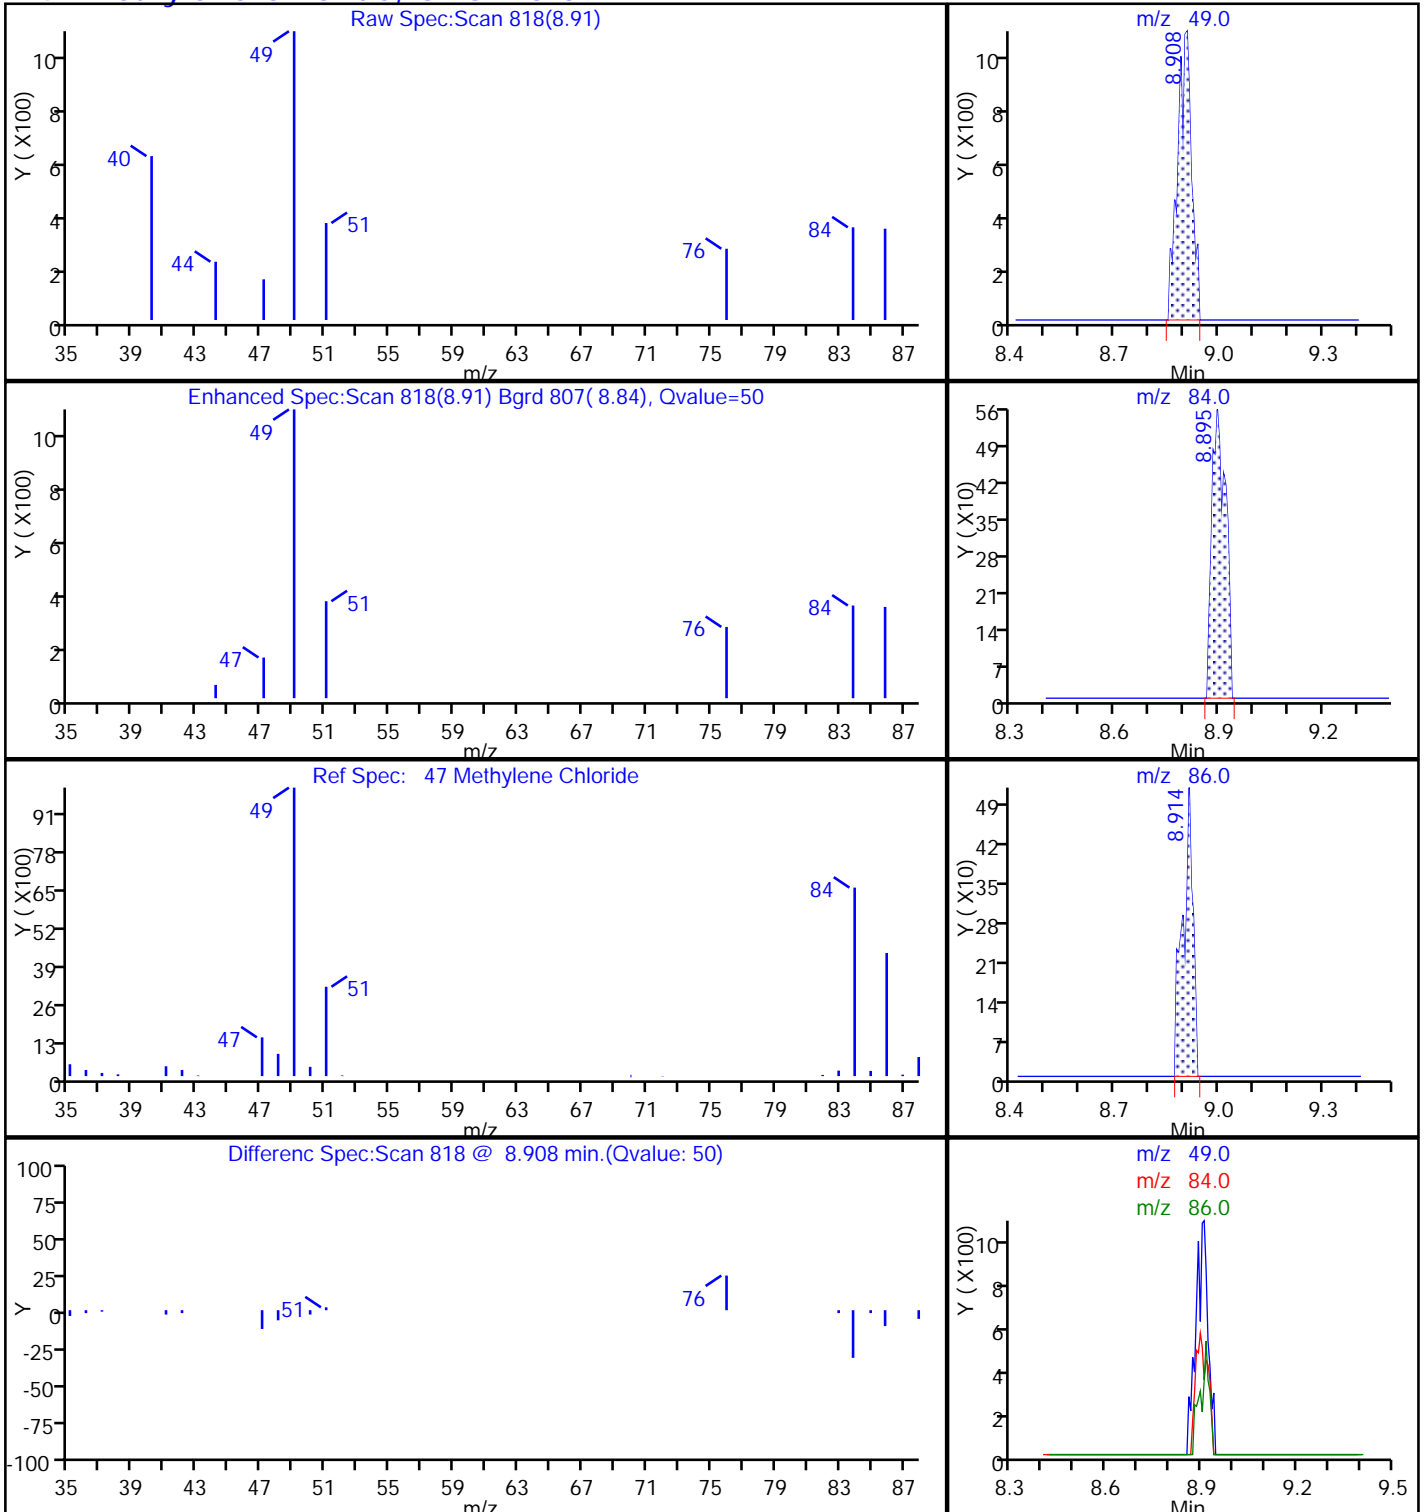 Raw Spec:Scan 818(8.91)
Y ( X100)
10
8
6
4
2
0
40
44
49
51
76
84
35 39 43 47 51 55 59 63 67 71 75 79 83 87
m/z
m/z 49.0
Y ( X100)
10
8
6
4
2
0
8.908
8.4 8.7 9.0 9.3
Min
Enhanced Spec:Scan 818(8.91) Bgrd 807( 8.84), Qvalue=50
Y ( X100)
10
8
6
4
2
0
47
49
51
76
84
35 39 43 47 51 55 59 63 67 71 75 79 83 87
m/z
m/z 84.0
Y ( X10)
56
49
42
35
28
21
14
7
0
8.895
8.3 8.6 8.9 9.2
Min
Ref Spec: 47 Methylene Chloride
Y ( X100)
91
78
65
52
39
26
13
0
47
49
51
84
35 39 43 47 51 55 59 63 67 71 75 79 83 87
m/z
m/z 86.0
Y ( X10)
49
42
35
28
21
14
7
0
8.914
8.4 8.7 9.0 9.3
Min
Differenc Spec:Scan 818 @ 8.908 min.(Qvalue: 50)
Y
100
75
50
25
0
-25
-50
-75
-100
51
76
35 39 43 47 51 55 59 63 67 71 75 79 83 87
m/z
m/z 49.0
m/z 84.0
m/z 86.0
Y ( X100)
10
8
6
4
2
0
8.3 8.6 8.9 9.2 9.5
Min